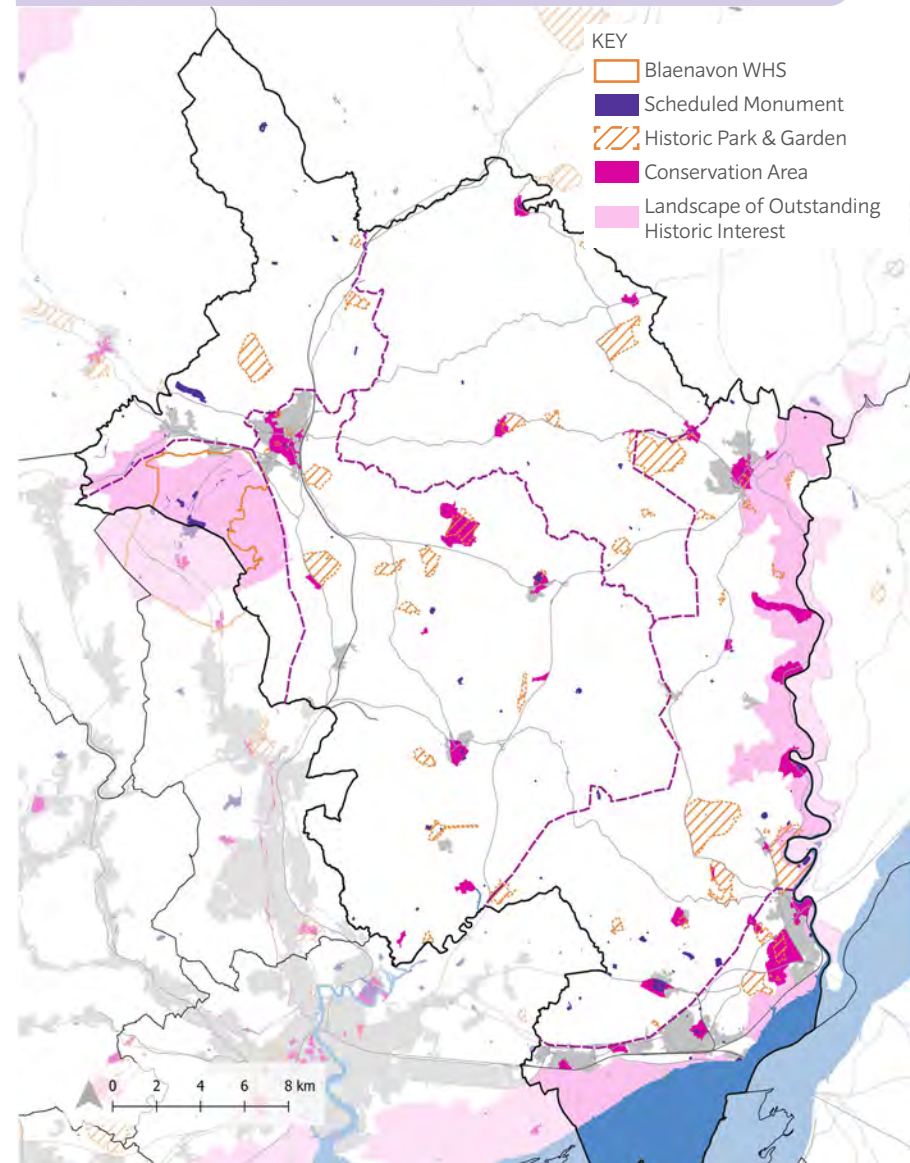 KEY
Blaenavon WHS
Scheduled Monument
Historic Park & Garden
Conservation Area
Landscape of Outstanding
Historic Interest
0 2 4 6 8 km